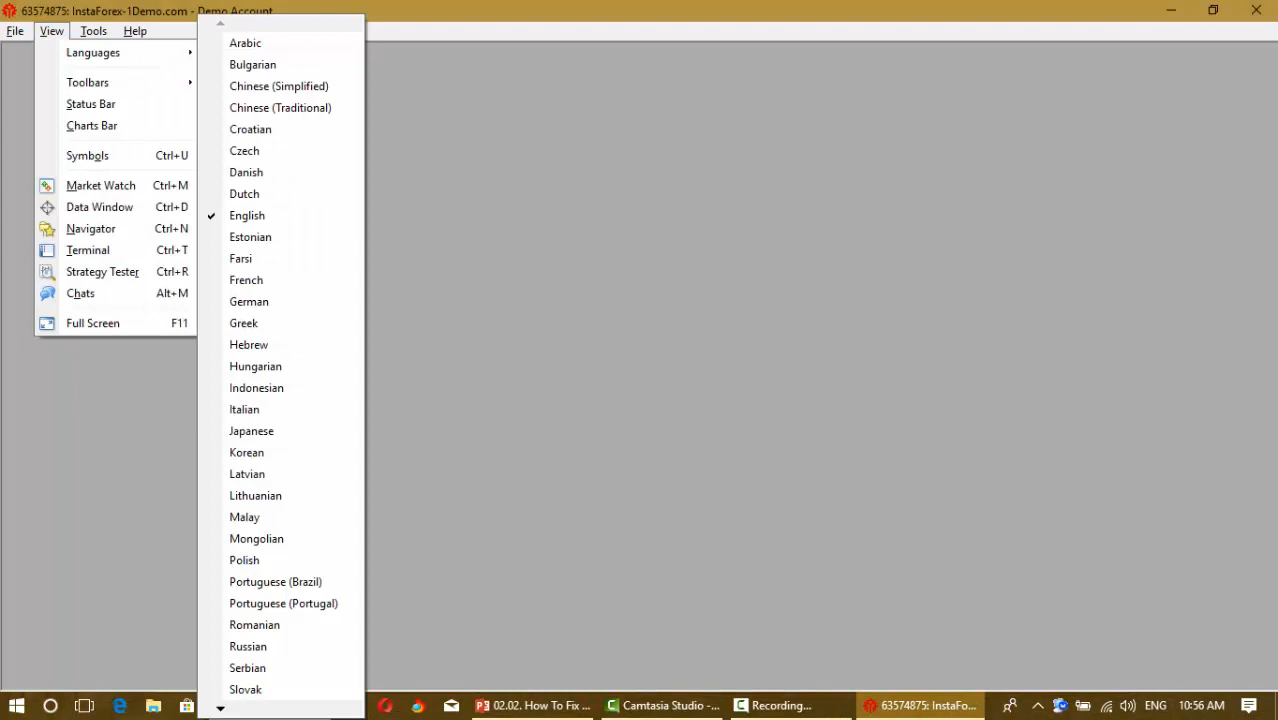 63574875: InstaForex-1Demo.com - Demo Account
File View Tools Help
Languages
Toolbars
Status Bar
Charts Bar
Symbols Ctrl+U
Market Watch Ctrl+M
Data Window Ctrl+D
Navigator Ctrl+N
Terminal Ctrl+T
Strategy Tester Ctrl+R
Chats Alt+M
Full Screen F11
Arabic
Bulgarian
Chinese (Simplified)
Chinese (Traditional)
Croatian
Czech
Danish
Dutch
English
Estonian
Farsi
French
German
Greek
Hebrew
Hungarian
Indonesian
Italian
Japanese
Korean
Latvian
Lithuanian
Malay
Mongolian
Polish
Portuguese (Brazil)
Portuguese (Portugal)
Romanian
Russian
Serbian
Slovak
02.02. How To Fix ... Camtasia Studio -... Recording... 63574875: InstaFo... ENG 10:56 AM